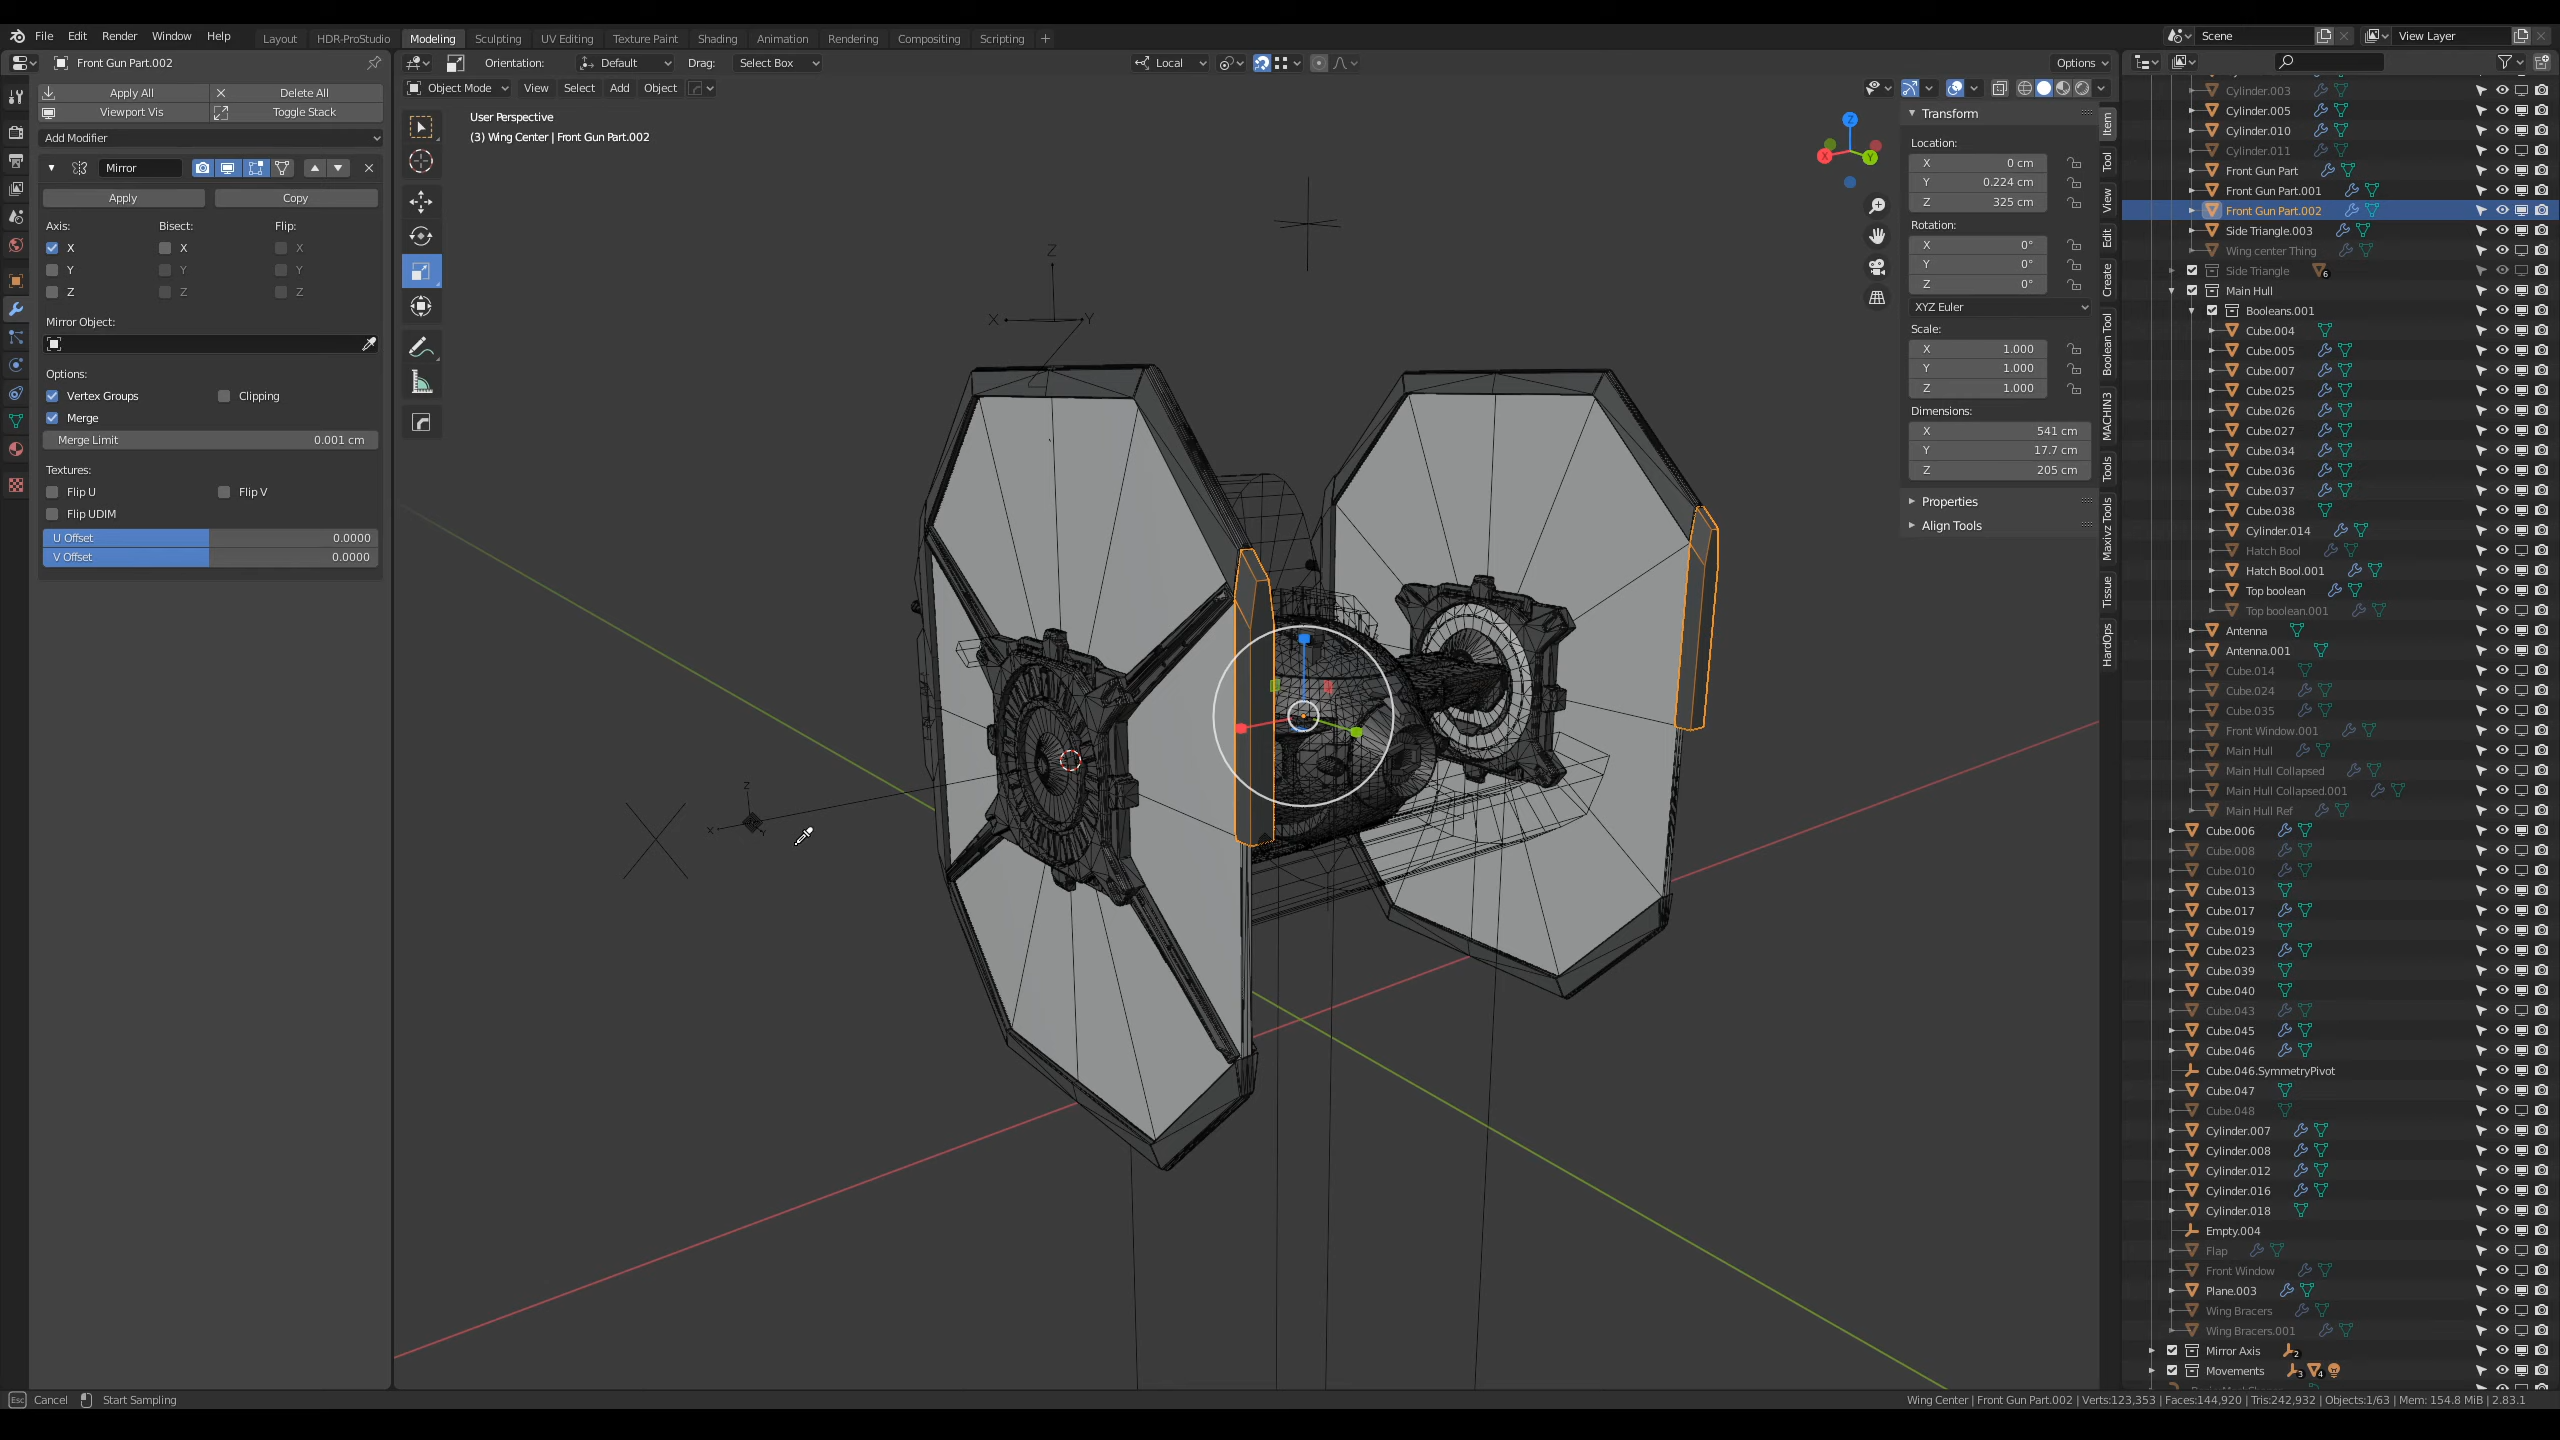 File Edit Render Window Help Layout HDR-ProStudio Modeling Sculpting UV Editing Texture Paint Shading Animation Rendering Compositing Scripting + Scene View Layer
Front Gun Part.002 Orientation: Default Drag: Select Box Local Options
Apply All Delete All Object Mode View Select Add Object
Viewport Vis Toggle Stack
Add Modifier
Mirror
Apply Copy
Axis: Bisect: Flip:
X X X
Y Y Y
Z Z Z
Mirror Object:
Options:
Vertex Groups Clipping
Merge
Merge Limit 0.001 cm
Textures:
Flip U Flip V
Flip UDIM
U Offset 0.0000
V Offset 0.0000
User Perspective
(3) Wing Center | Front Gun Part.002
Z
X Y
Z
X
Z
X Y
Transform
Location:
X 0 cm
Y 0.224 cm
Z 325 cm
Rotation:
X 0°
Y 0°
Z 0°
XYZ Euler
Scale:
X 1.000
Y 1.000
Z 1.000
Dimensions:
X 541 cm
Y 17.7 cm
Z 205 cm
Properties
Align Tools
Item
Tool
View
Edit
Create
Boolean Tool
MACHIN3
Tools
Maxivz Tools
Tissue
HardOps
Cylinder.003
Cylinder.005
Cylinder.010
Cylinder.011
Front Gun Part
Front Gun Part.001
Front Gun Part.002
Side Triangle.003
Wing center Thing
Side Triangle 6
Main Hull
Booleans.001
Cube.004
Cube.005
Cube.007
Cube.025
Cube.026
Cube.027
Cube.034
Cube.036
Cube.037
Cube.038
Cylinder.014
Hatch Bool
Hatch Bool.001
Top boolean
Top boolean.001
Antenna
Antenna.001
Cube.014
Cube.024
Cube.035
Front Window.001
Main Hull
Main Hull Collapsed
Main Hull Collapsed.001
Main Hull Ref
Cube.006
Cube.008
Cube.010
Cube.013
Cube.017
Cube.019
Cube.023
Cube.039
Cube.040
Cube.043
Cube.045
Cube.046
Cube.046.SymmetryPivot
Cube.047
Cube.048
Cylinder.007
Cylinder.008
Cylinder.012
Cylinder.016
Cylinder.018
Empty.004
Flap
Front Window
Plane.003
Wing Bracers
Wing Bracers.001
Mirror Axis 2
Movements 3 4
Esc Cancel Start Sampling
Wing Center | Front Gun Part.002 | Verts:123,353 | Faces:144,920 | Tris:242,932 | Objects:1/63 | Mem: 154.8 MiB | 2.83.1